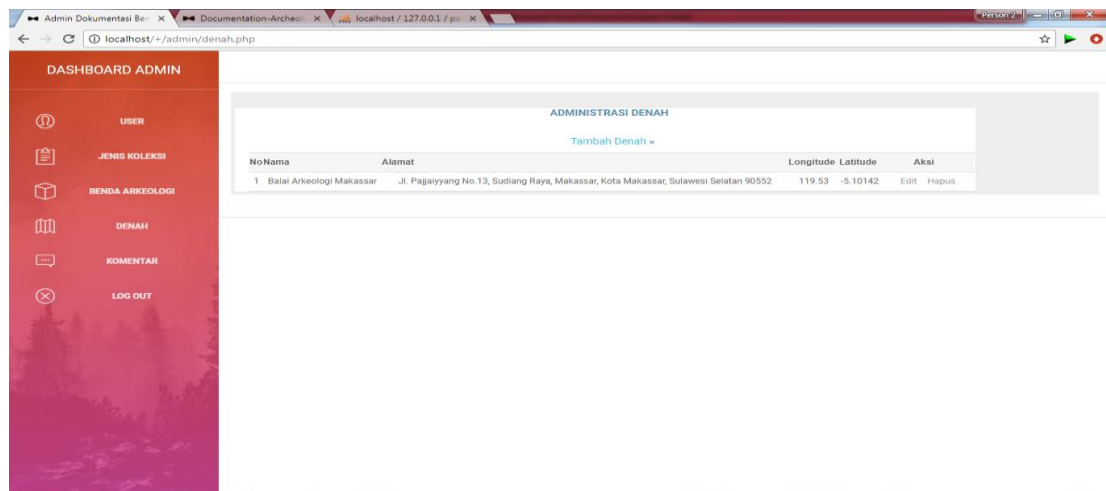 Admin Dokumentasi Ben
Documentation-Archeolo
localhost / 127.0.0.1 / pa
Person 2
localhost/+/admin/denah.php
DASHBOARD ADMIN
USER
JENIS KOLEKSI
BENDA ARKEOLOGI
DENAH
KOMENTAR
LOG OUT
ADMINISTRASI DENAH
Tambah Denah »
No Nama Alamat Longitude Latitude Aksi
1 Balai Arkeologi Makassar Jl. Pajjaiyyang No.13, Sudiang Raya, Makassar, Kota Makassar, Sulawesi Selatan 90552 119.53 -5.10142 Edit Hapus